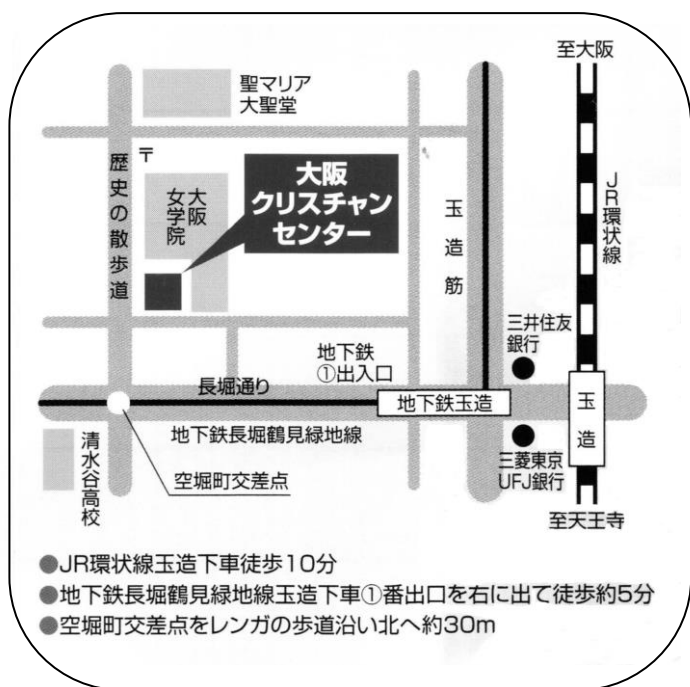 至大阪
聖マリア
大聖堂
〒
歴史の散歩道
大阪
女学院
大阪
クリスチャン
センター
玉造筋
JR環状線
三井住友
銀行
地下鉄
①出入口
長堀通り
地下鉄玉造
玉造
地下鉄長堀鶴見緑地線
清水谷高校
空堀町交差点
三菱東京
UFJ銀行
至天王寺
●JR環状線玉造下車徒歩10分
●地下鉄長堀鶴見緑地線玉造下車①番出口を右に出て徒歩約5分
●空堀町交差点をレンガの歩道沿い北へ約30m